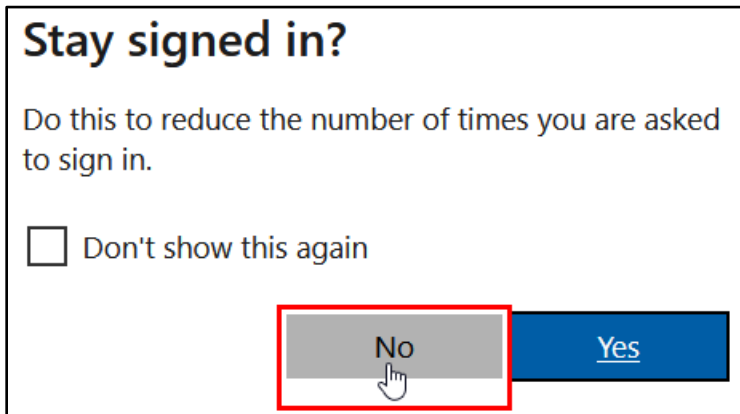 Stay signed in?
Do this to reduce the number of times you are asked
to sign in.
Don't show this again
No
Yes